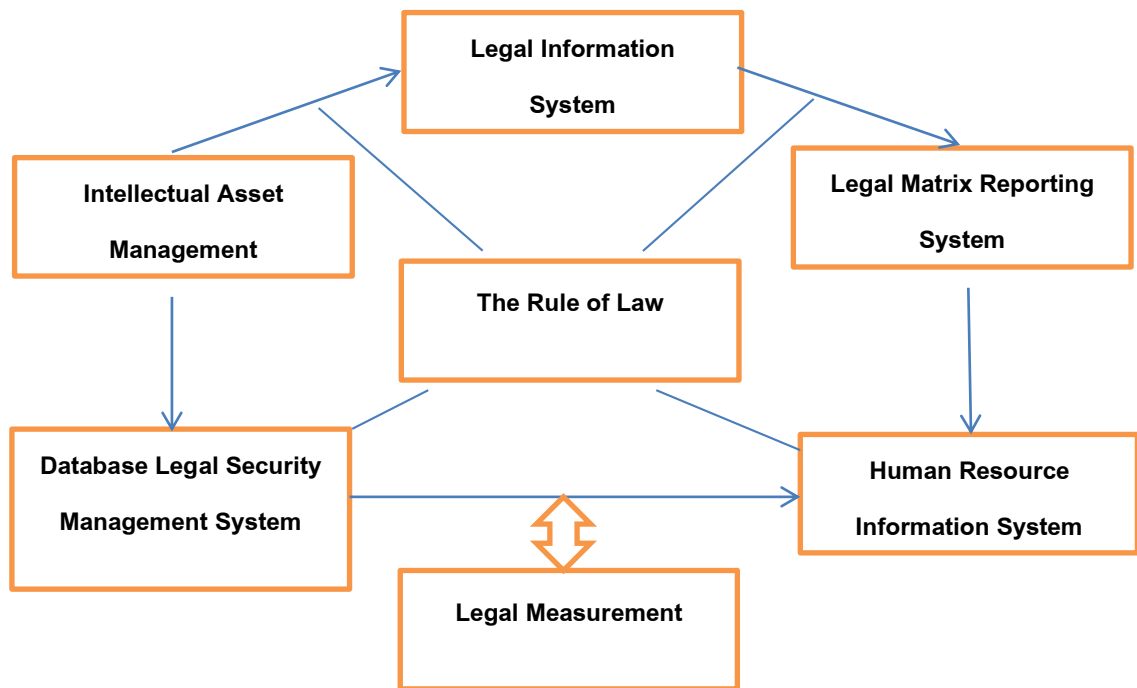 Legal Information
System
Intellectual Asset
Management
Legal Matrix Reporting
System
The Rule of Law
Database Legal Security
Management System
Human Resource
Information System
Legal Measurement